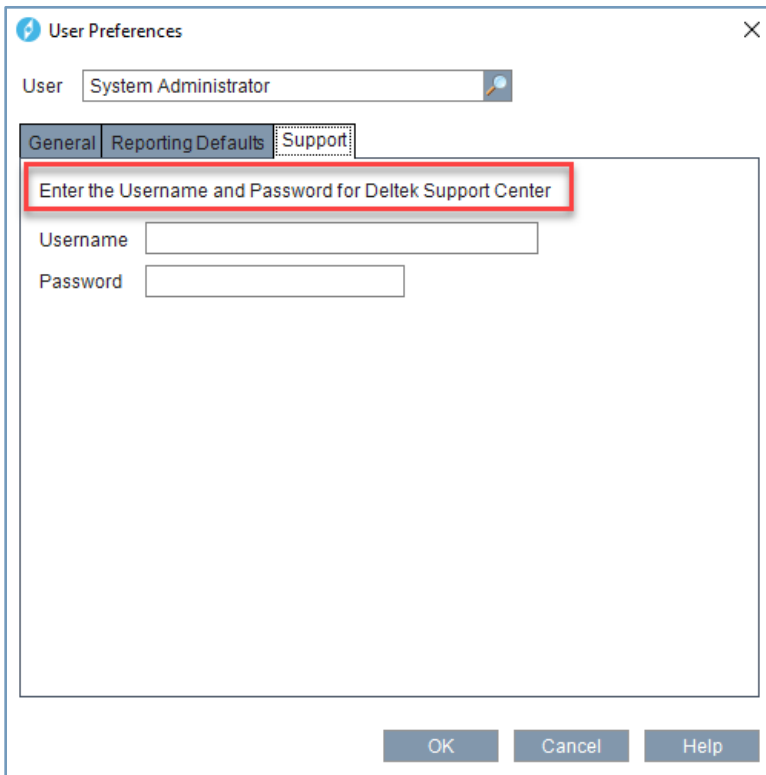 User Preferences
User System Administrator
General Reporting Defaults Support
Enter the Username and Password for Deltek Support Center
Username
Password
OK Cancel Help